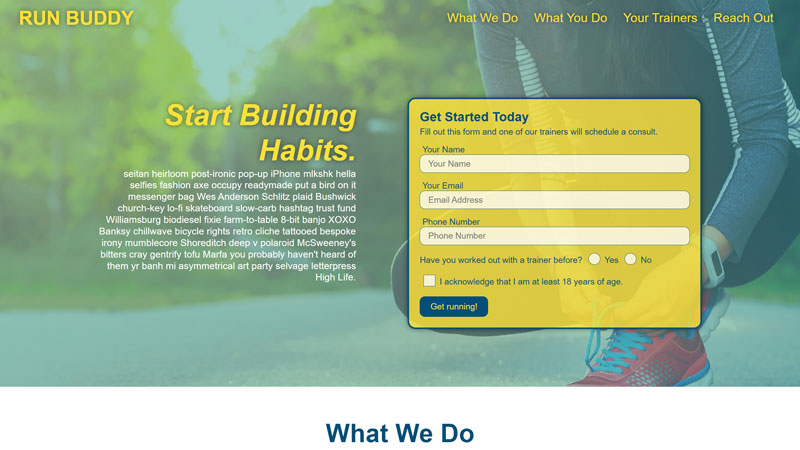 RUN BUDDY
What We Do
What You Do
Your Trainers
Reach Out
Start Building
Habits.
seitan heirloom post-ironic pop-up iPhone mlkshk hella
selfies fashion axe occupy readymade put a bird on it
messenger bag Wes Anderson Schlitz plaid Bushwick
church-key lo-fi skateboard slow-carb hashtag trust fund
Williamsburg biodiesel fixie farm-to-table 8-bit banjo XOXO
Banksy chillwave bicycle rights retro cliche tattooed bespoke
irony mumblecore Shoreditch deep v polaroid McSweeney's
bitters cray gentrify tofu Marfa you probably haven't heard of
them yr banh mi asymmetrical art party selvage letterpress
High Life.
Get Started Today
Fill out this form and one of our trainers will schedule a consult.
Your Name
Your Name
Your Email
Email Address
Phone Number
Phone Number
Have you worked out with a trainer before? Yes No
I acknowledge that I am at least 18 years of age.
Get running!
What We Do